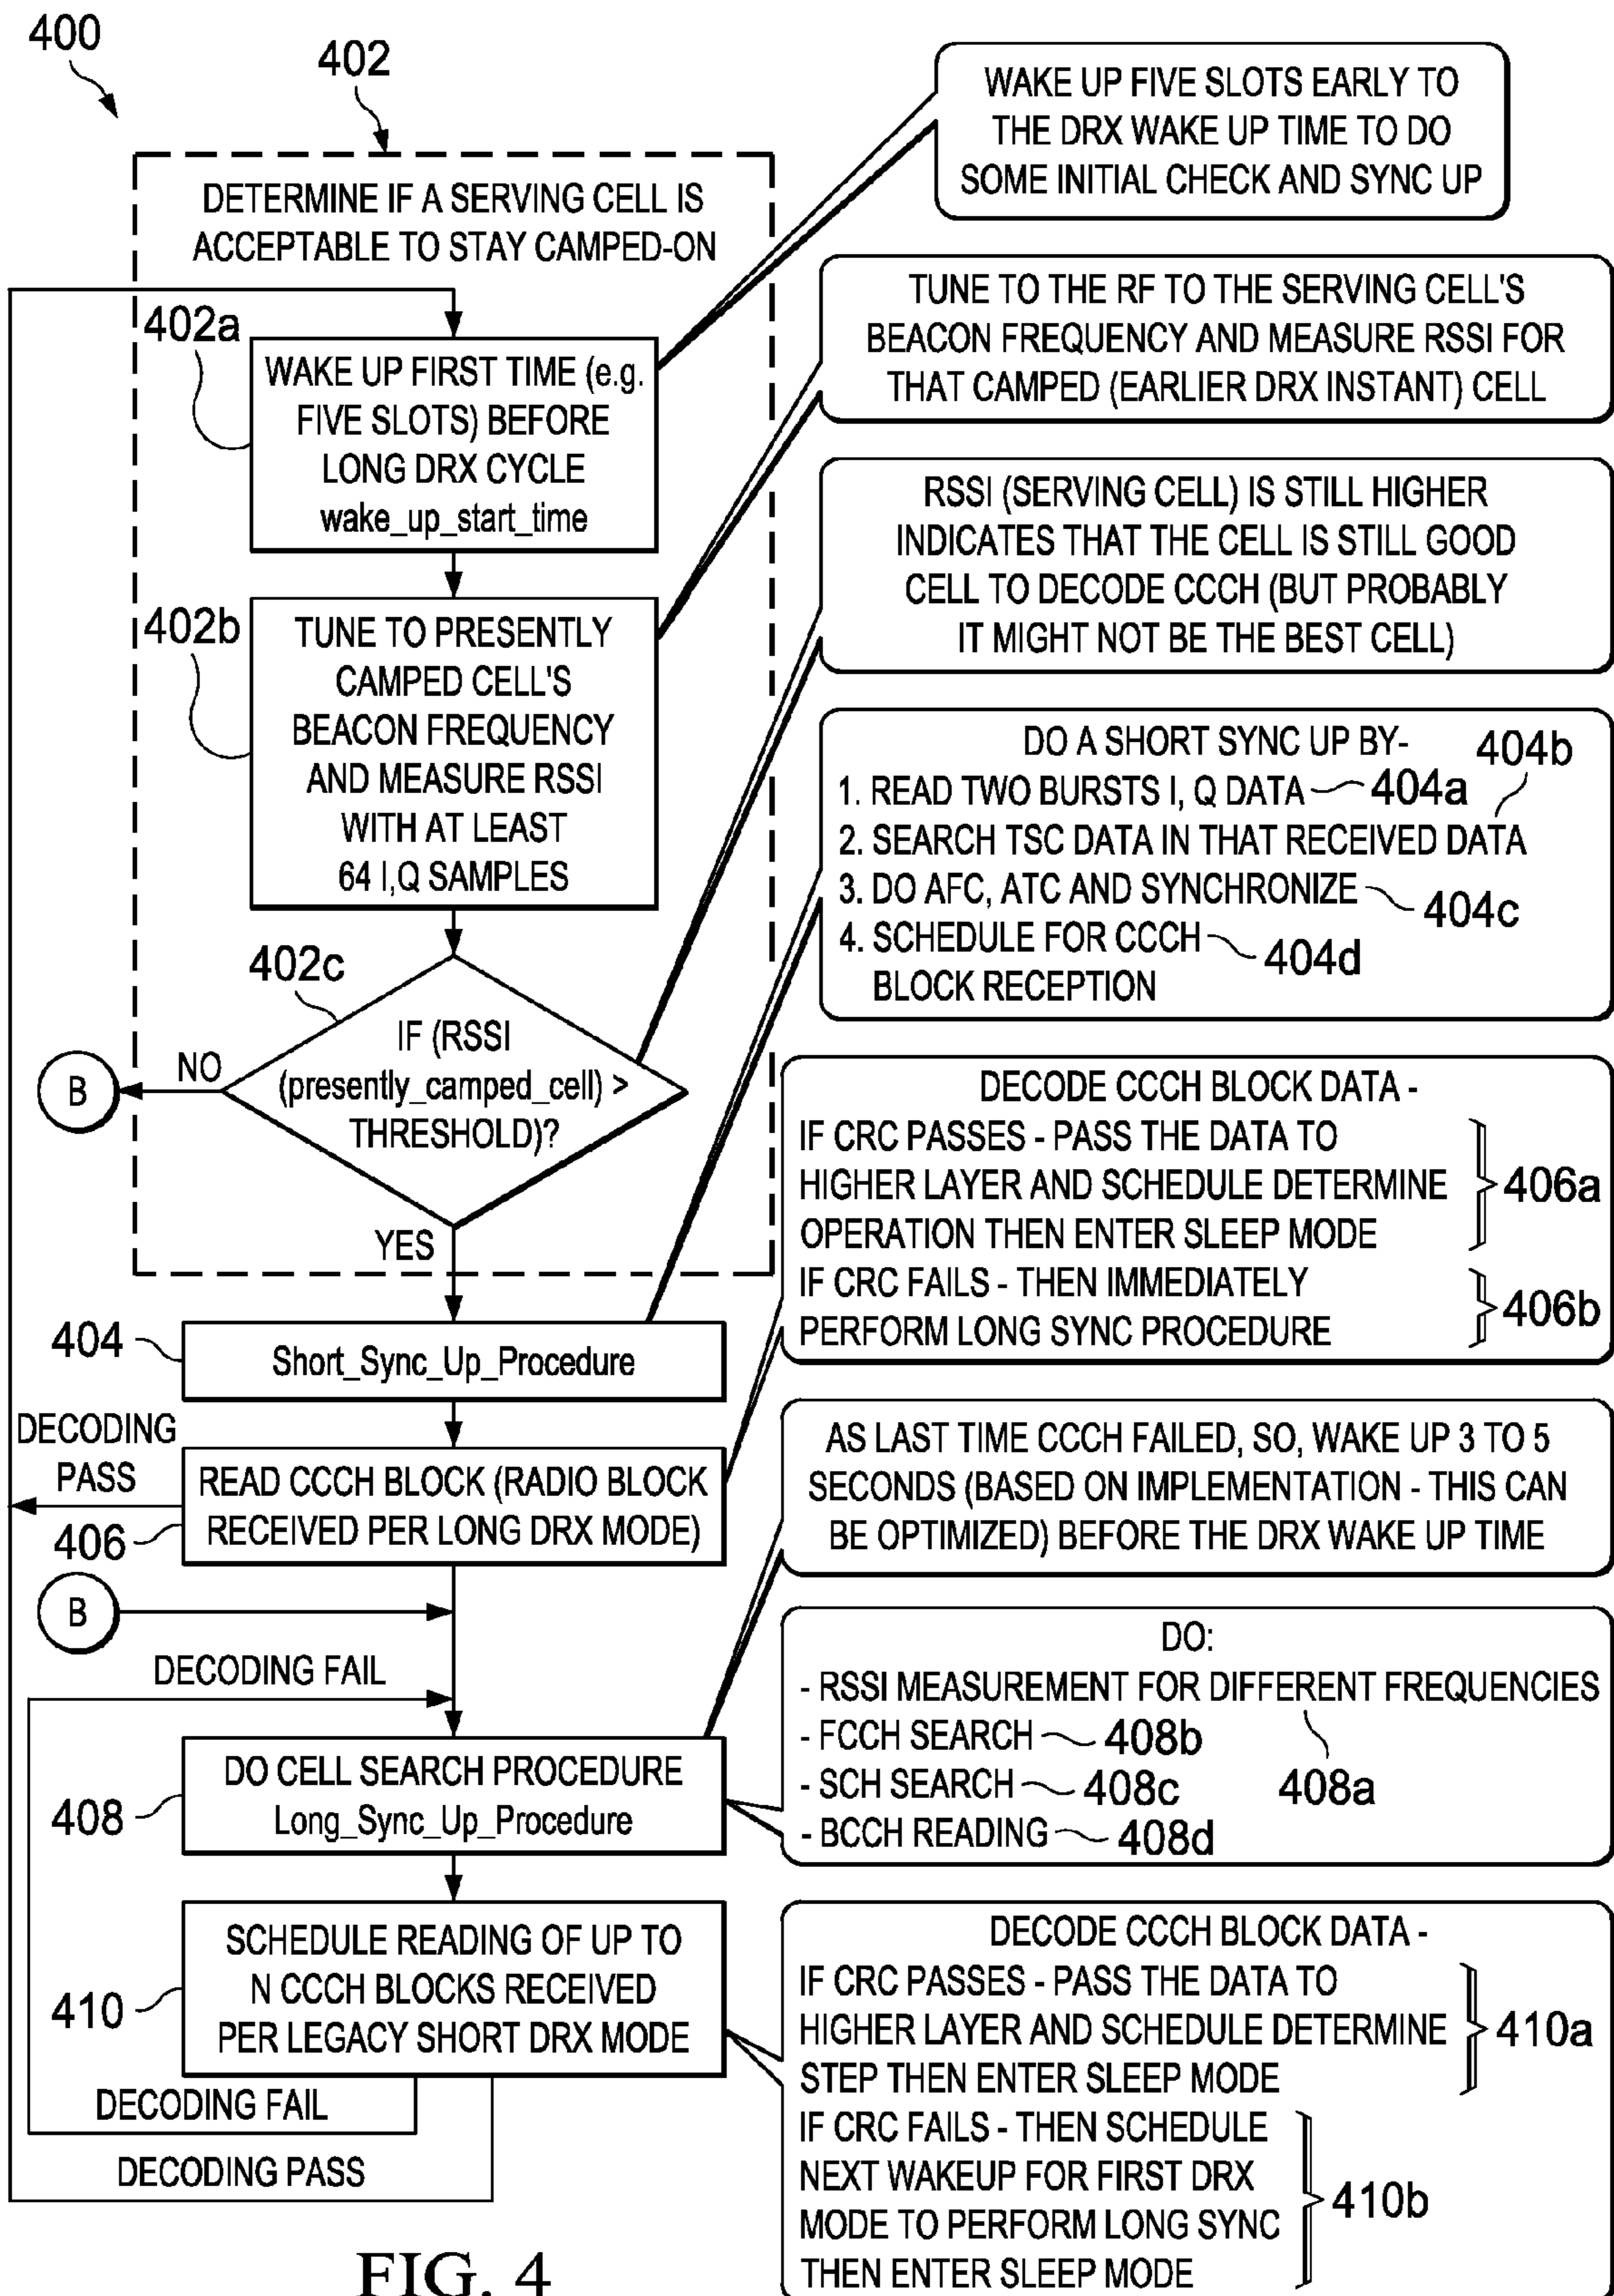 400
402
DETERMINE IF A SERVING CELL IS
ACCEPTABLE TO STAY CAMPED-ON
402a
WAKE UP FIRST TIME (e.g.
FIVE SLOTS) BEFORE
LONG DRX CYCLE
wake_up_start_time
WAKE UP FIVE SLOTS EARLY TO
THE DRX WAKE UP TIME TO DO
SOME INITIAL CHECK AND SYNC UP
402b
TUNE TO PRESENTLY
CAMPED CELL'S
BEACON FREQUENCY
AND MEASURE RSSI
WITH AT LEAST
64 I,Q SAMPLES
TUNE TO THE RF TO THE SERVING CELL'S
BEACON FREQUENCY AND MEASURE RSSI FOR
THAT CAMPED (EARLIER DRX INSTANT) CELL
402c
IF (RSSI
(presently_camped_cell) >
THRESHOLD)?
NO
B
YES
RSSI (SERVING CELL) IS STILL HIGHER
INDICATES THAT THE CELL IS STILL GOOD
CELL TO DECODE CCCH (BUT PROBABLY
IT MIGHT NOT BE THE BEST CELL)
404
Short_Sync_Up_Procedure
DO A SHORT SYNC UP BY-
404b
1. READ TWO BURSTS I, Q DATA 404a
2. SEARCH TSC DATA IN THAT RECEIVED DATA
3. DO AFC, ATC AND SYNCHRONIZE 404c
4. SCHEDULE FOR CCCH 404d
BLOCK RECEPTION
DECODING
PASS
406
READ CCCH BLOCK (RADIO BLOCK
RECEIVED PER LONG DRX MODE)
DECODE CCCH BLOCK DATA -
IF CRC PASSES - PASS THE DATA TO
HIGHER LAYER AND SCHEDULE DETERMINE
OPERATION THEN ENTER SLEEP MODE
406a
IF CRC FAILS - THEN IMMEDIATELY
PERFORM LONG SYNC PROCEDURE
406b
B
DECODING FAIL
408
DO CELL SEARCH PROCEDURE
Long_Sync_Up_Procedure
AS LAST TIME CCCH FAILED, SO, WAKE UP 3 TO 5
SECONDS (BASED ON IMPLEMENTATION - THIS CAN
BE OPTIMIZED) BEFORE THE DRX WAKE UP TIME
DO:
- RSSI MEASUREMENT FOR DIFFERENT FREQUENCIES
- FCCH SEARCH 408b
- SCH SEARCH 408c
408a
- BCCH READING 408d
410
SCHEDULE READING OF UP TO
N CCCH BLOCKS RECEIVED
PER LEGACY SHORT DRX MODE
DECODING FAIL
DECODING PASS
DECODE CCCH BLOCK DATA -
IF CRC PASSES - PASS THE DATA TO
HIGHER LAYER AND SCHEDULE DETERMINE
STEP THEN ENTER SLEEP MODE
410a
IF CRC FAILS - THEN SCHEDULE
NEXT WAKEUP FOR FIRST DRX
MODE TO PERFORM LONG SYNC
THEN ENTER SLEEP MODE
410b
FIG. 4